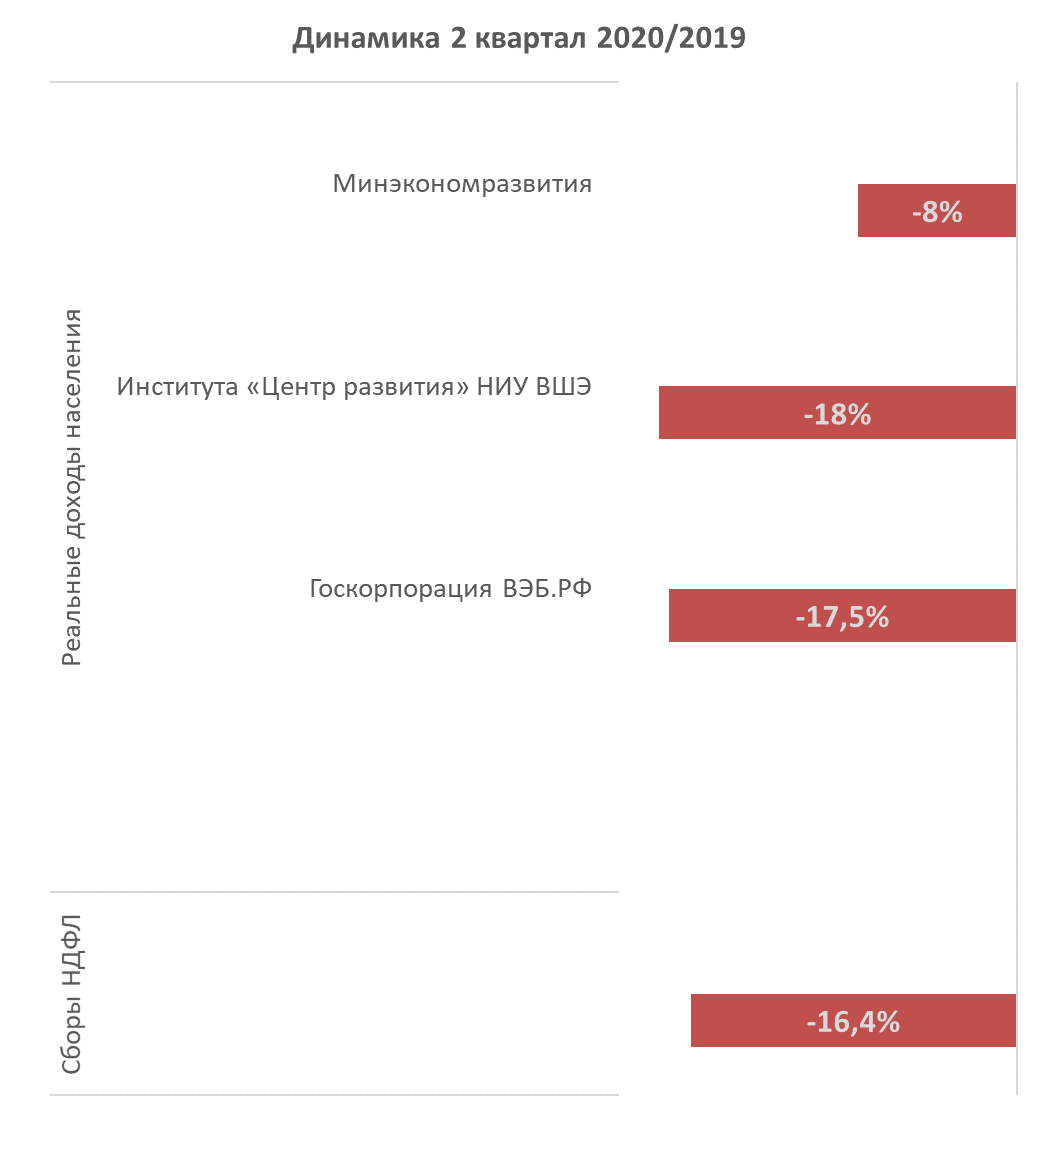 Динамика 2 квартал 2020/2019
Реальные доходы населения
Минэкономразвития
-8%
Института «Центр развития» НИУ ВШЭ
-18%
Госкорпорация ВЭБ.РФ
-17,5%
Сборы НДФЛ
-16,4%